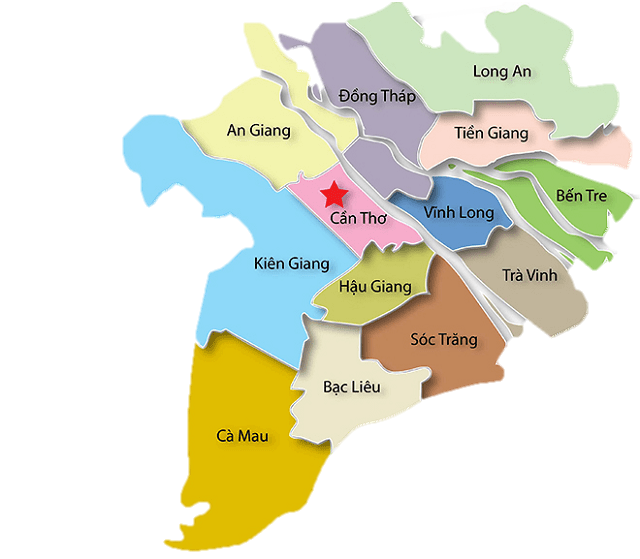 Long An
Đồng Tháp
An Giang
Tiền Giang
Bến Tre
Cần Thơ
Vĩnh Long
Kiên Giang
Trà Vinh
Hậu Giang
Sóc Trăng
Bạc Liêu
Cà Mau